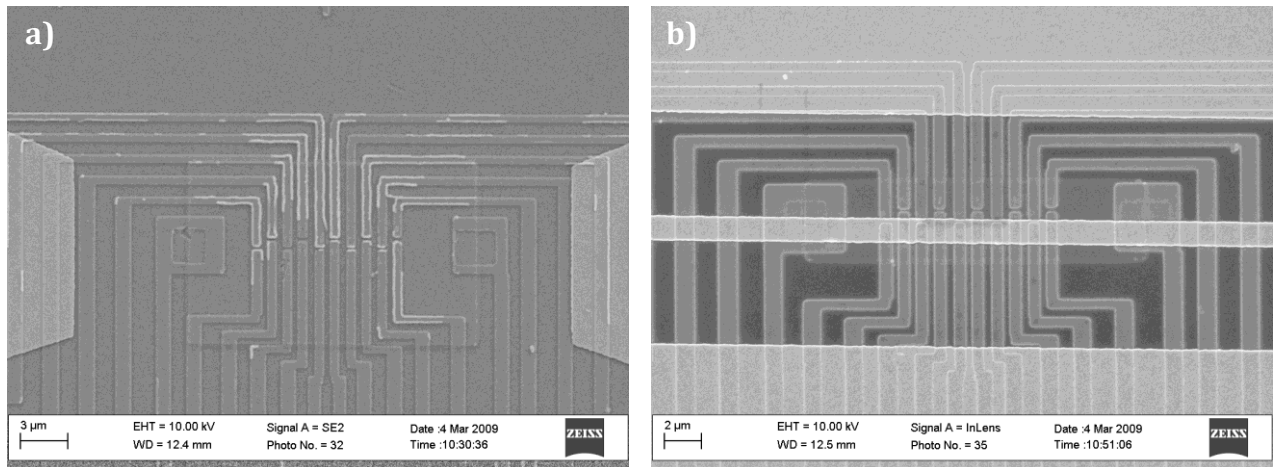 a)
3 µm
EHT = 10.00 kV
WD = 12.4 mm
Signal A = SE2
Photo No. = 32
Date :4 Mar 2009
Time :10:30:36
ZEISS
b)
2 µm
EHT = 10.00 kV
WD = 12.5 mm
Signal A = InLens
Photo No. = 35
Date :4 Mar 2009
Time :10:51:06
ZEISS